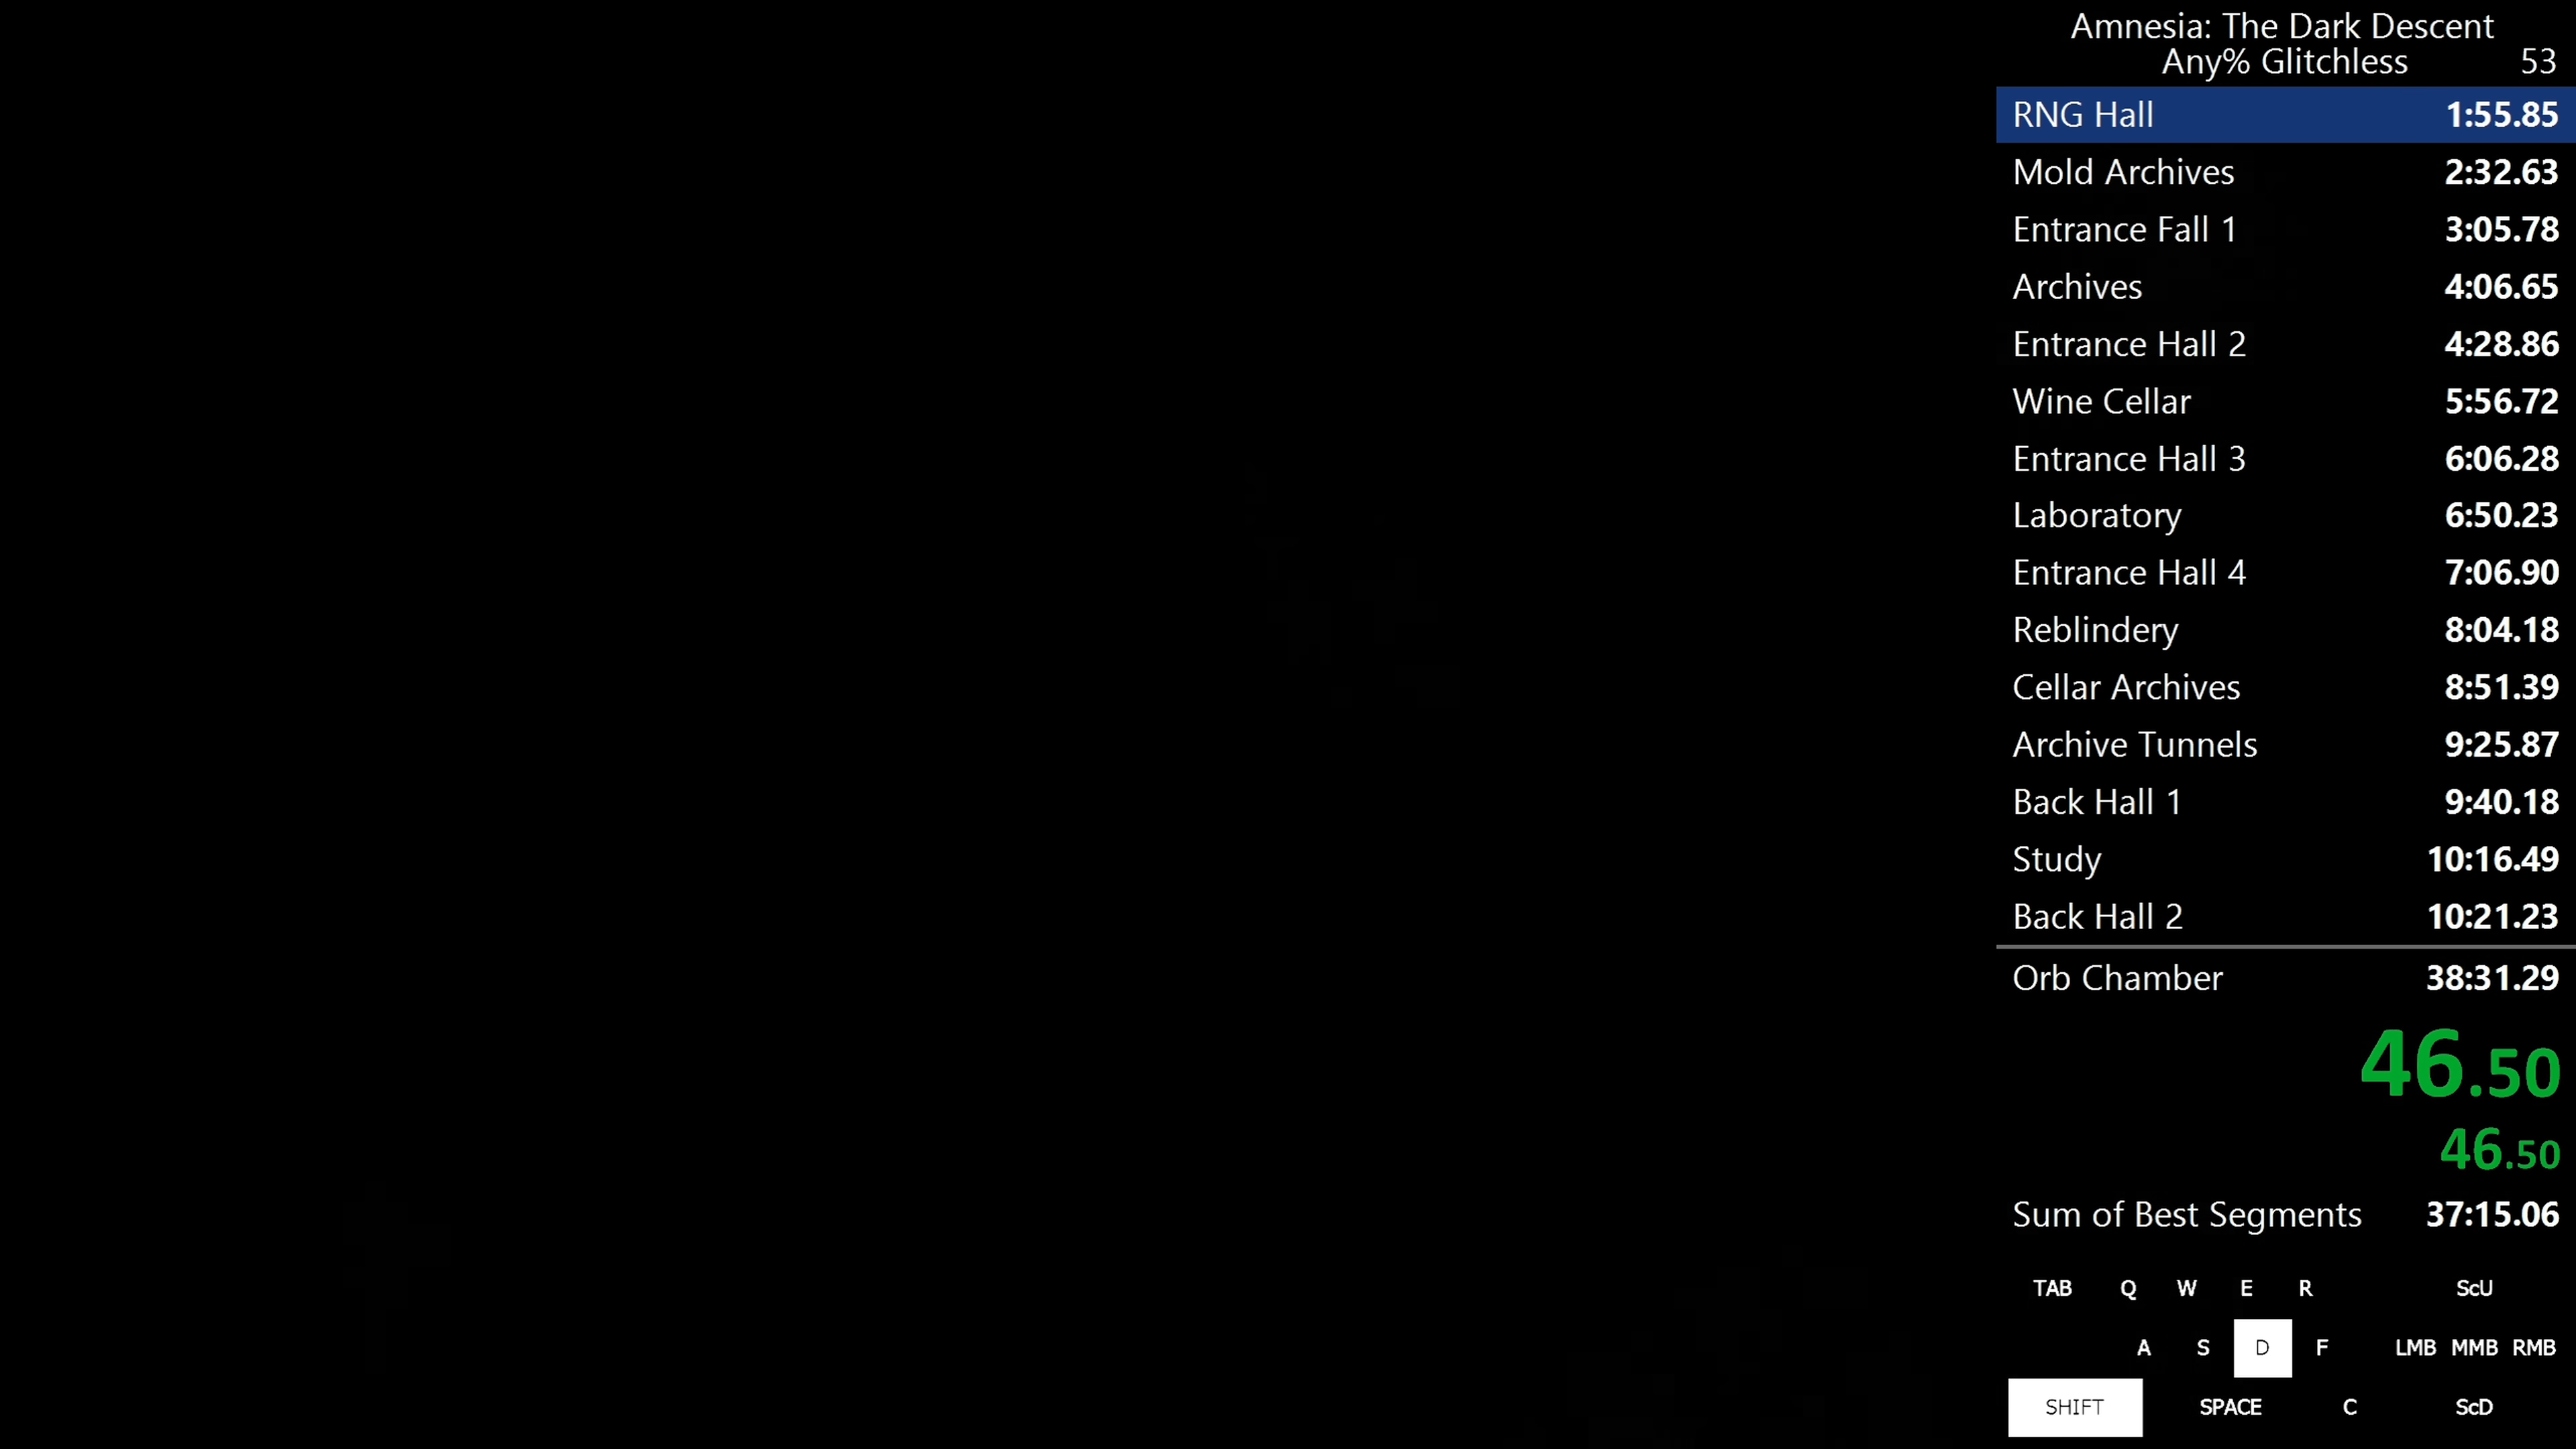 Amnesia: The Dark Descent
Any% Glitchless 53
RNG Hall 1:55.85
Mold Archives 2:32.63
Entrance Fall 1 3:05.78
Archives 4:06.65
Entrance Hall 2 4:28.86
Wine Cellar 5:56.72
Entrance Hall 3 6:06.28
Laboratory 6:50.23
Entrance Hall 4 7:06.90
Reblindery 8:04.18
Cellar Archives 8:51.39
Archive Tunnels 9:25.87
Back Hall 1 9:40.18
Study 10:16.49
Back Hall 2 10:21.23
Orb Chamber 38:31.29
46.50
46.50
Sum of Best Segments 37:15.06
TAB Q W E R ScU
A S D F LMB MMB RMB
SHIFT SPACE C ScD